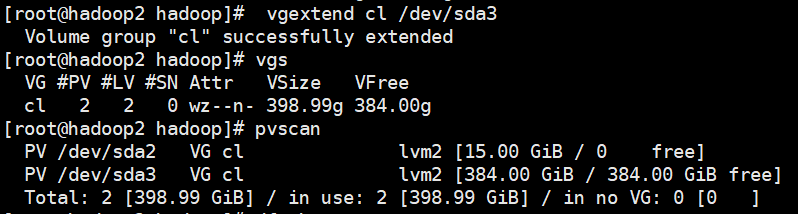 [root@hadoop2 hadoop]#  vgextend cl /dev/sda3
  Volume group "cl" successfully extended
[root@hadoop2 hadoop]# vgs
  VG #PV #LV #SN Attr   VSize   VFree
  cl   2   2   0 wz--n- 398.99g 384.00g
[root@hadoop2 hadoop]# pvscan
  PV /dev/sda2   VG cl              lvm2 [15.00 GiB / 0    free]
  PV /dev/sda3   VG cl              lvm2 [384.00 GiB / 384.00 GiB free]
  Total: 2 [398.99 GiB] / in use: 2 [398.99 GiB] / in no VG: 0 [0   ]